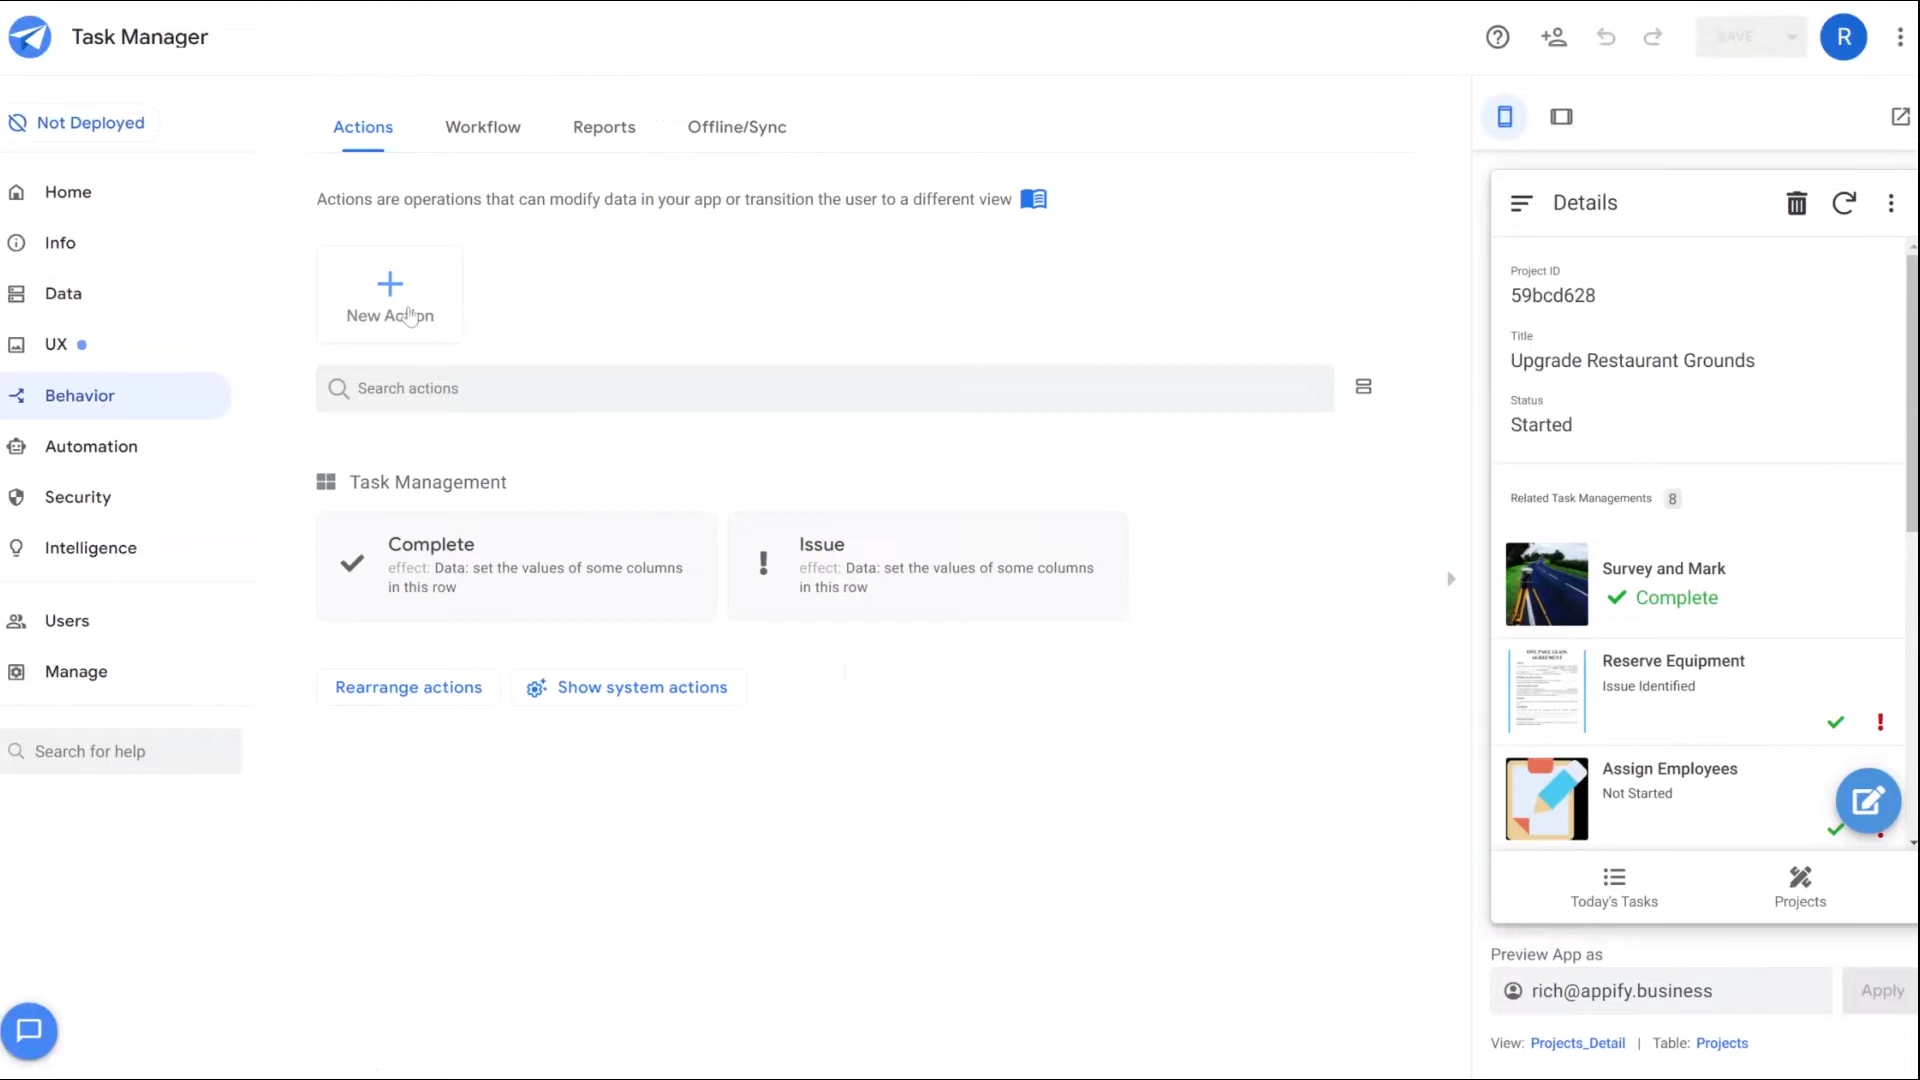 Task Manager
SAVE
R
Not Deployed
Home
Info
Data
UX
Behavior
Automation
Security
Intelligence
Users
Manage
Search for help
Actions
Workflow
Reports
Offline/Sync
Actions are operations that can modify data in your app or transition the user to a different view
New Action
Search actions
Task Management
Complete
effect: Data: set the values of some columns
in this row
Issue
effect: Data: set the values of some columns
in this row
Rearrange actions
Show system actions
Details
Project ID
59bcd628
Title
Upgrade Restaurant Grounds
Status
Started
Related Task Managements 8
Survey and Mark
Complete
ONE PAGE LEASE
AGREEMENT
Reserve Equipment
Issue Identified
Assign Employees
Not Started
Today's Tasks
Projects
Preview App as
rich@appify.business
Apply
View: Projects_Detail | Table: Projects